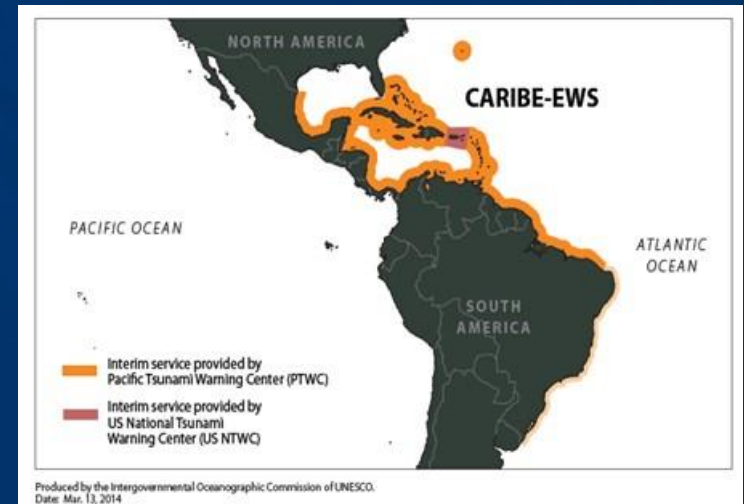 NORTH AMERICA
CARIBE-EWS
PACIFIC OCEAN
ATLANTIC
OCEAN
SOUTH
AMERICA
Interim service provided by
Pacific Tsunami Warning Center (PTWC)
Interim service provided by
US National Tsunami
Warning Center (US NTWC)
Produced by the Intergovernmental Oceanographic Commission of UNESCO.
Date: Mar. 13, 2014